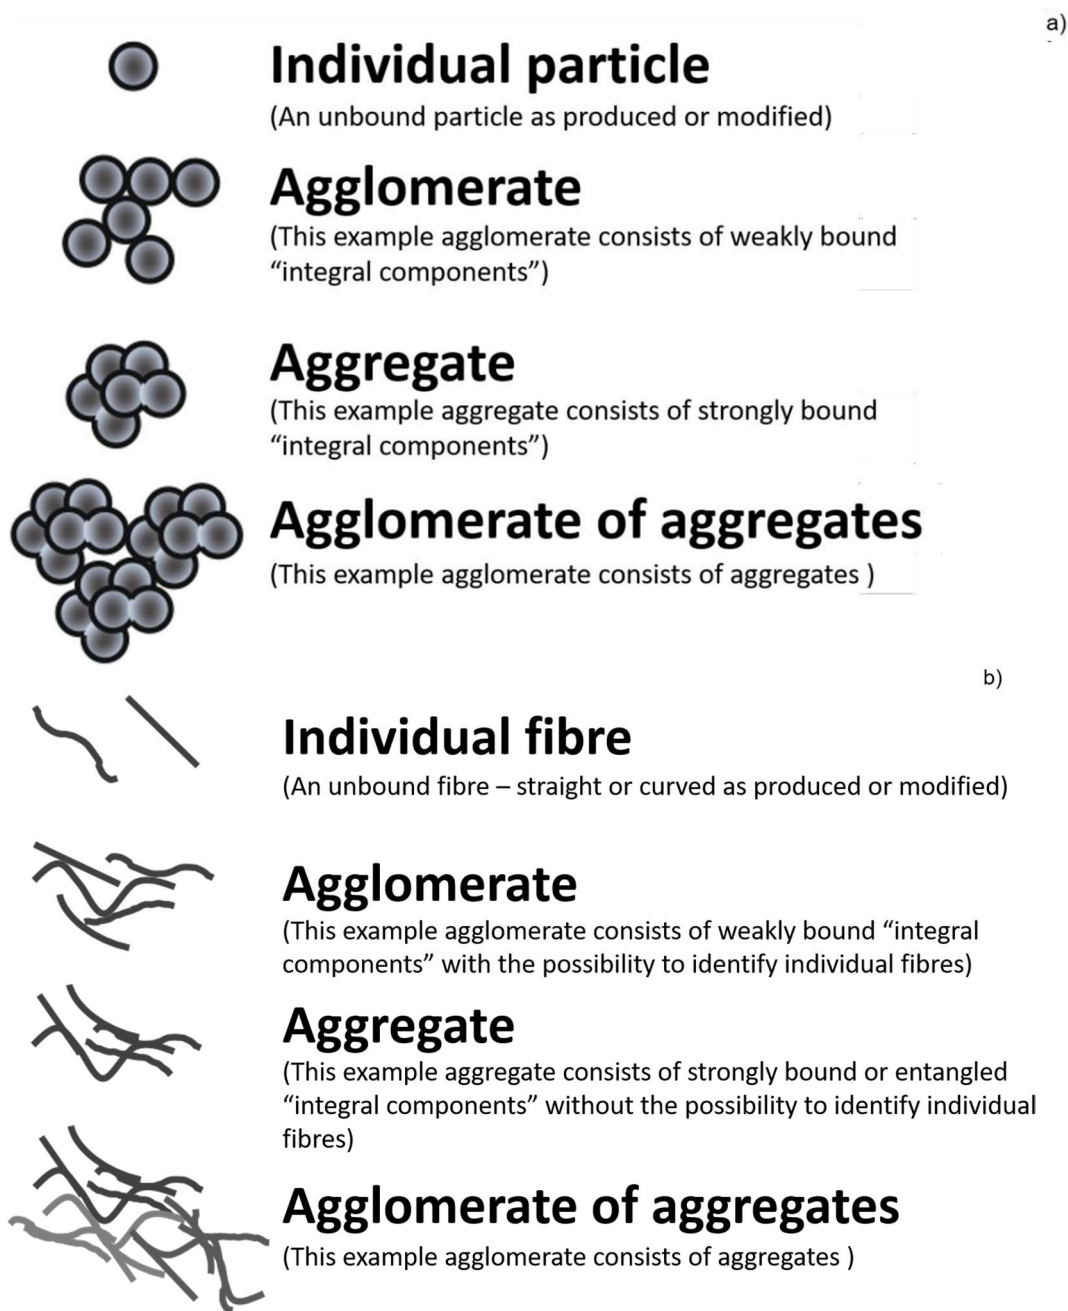 a)
Individual particle
(An unbound particle as produced or modified)
Agglomerate
(This example agglomerate consists of weakly bound
“integral components”)
Aggregate
(This example aggregate consists of strongly bound
“integral components”)
Agglomerate of aggregates
(This example agglomerate consists of aggregates )
b)
Individual fibre
(An unbound fibre – straight or curved as produced or modified)
Agglomerate
(This example agglomerate consists of weakly bound “integral
components” with the possibility to identify individual fibres)
Aggregate
(This example aggregate consists of strongly bound or entangled
“integral components” without the possibility to identify individual
fibres)
Agglomerate of aggregates
(This example agglomerate consists of aggregates )